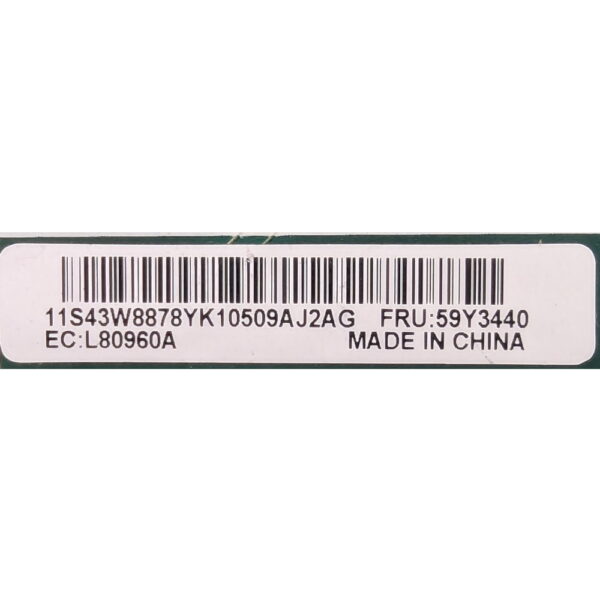 11S43W8878YK10509AJ2AG FRU:59Y3440
EC:L80960A MADE IN CHINA